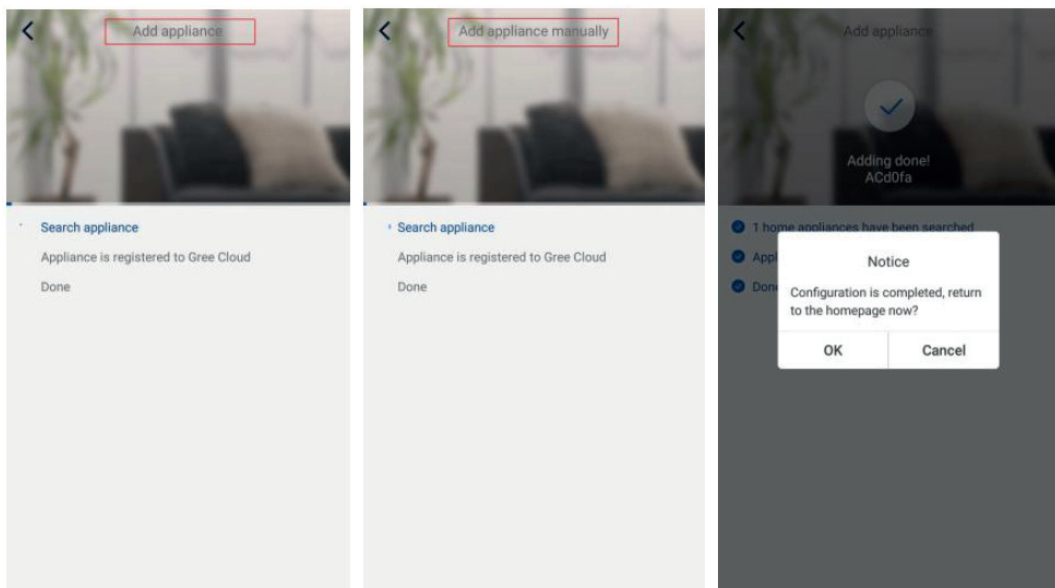 Add appliance
Search appliance
Appliance is registered to Gree Cloud
Done
Add appliance manually
Search appliance
Appliance is registered to Gree Cloud
Done
Add appliance
Adding done!
ACd0fa
1 home appliances have been searched
Appl
Done
Notice
Configuration is completed, return
to the homepage now?
OK
Cancel